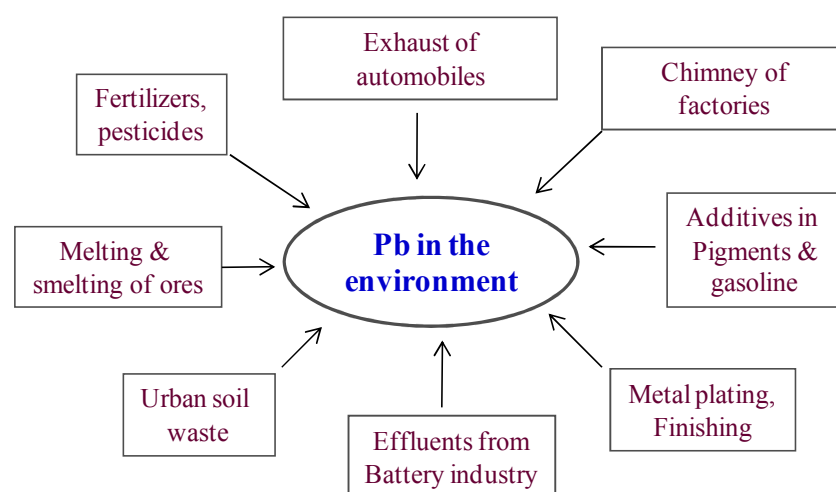 Exhaust of
automobiles
Chimney of
factories
Fertilizers,
pesticides
Pb in the
environment
Additives in
Pigments &
gasoline
Melting &
smelting of ores
Urban soil
waste
Effluents from
Battery industry
Metal plating,
Finishing